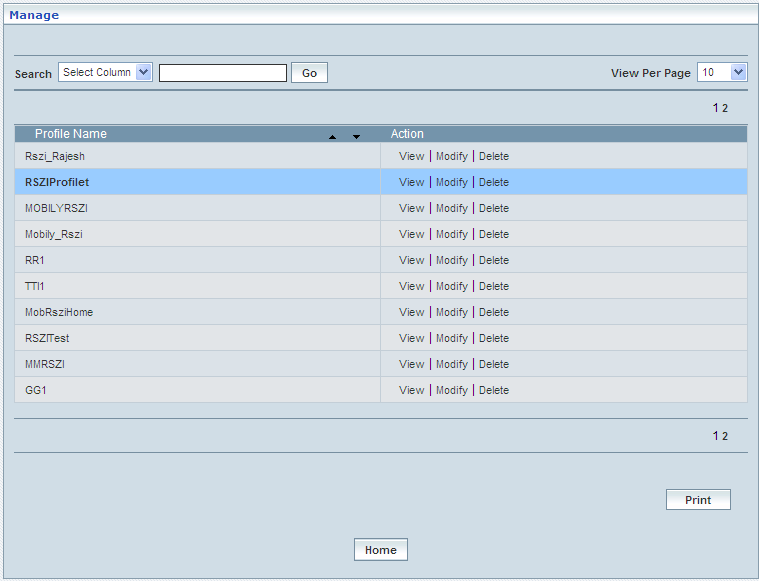 Manage
Search Select Column Go View Per Page 10
1 2
Profile Name Action
Rszi_Rajesh View | Modify | Delete
RSZIProfilet View | Modify | Delete
MOBILYRSZI View | Modify | Delete
Mobily_Rszi View | Modify | Delete
RR1 View | Modify | Delete
TTI1 View | Modify | Delete
MobRsziHome View | Modify | Delete
RSZITest View | Modify | Delete
MMRSZI View | Modify | Delete
GG1 View | Modify | Delete
1 2
Print
Home